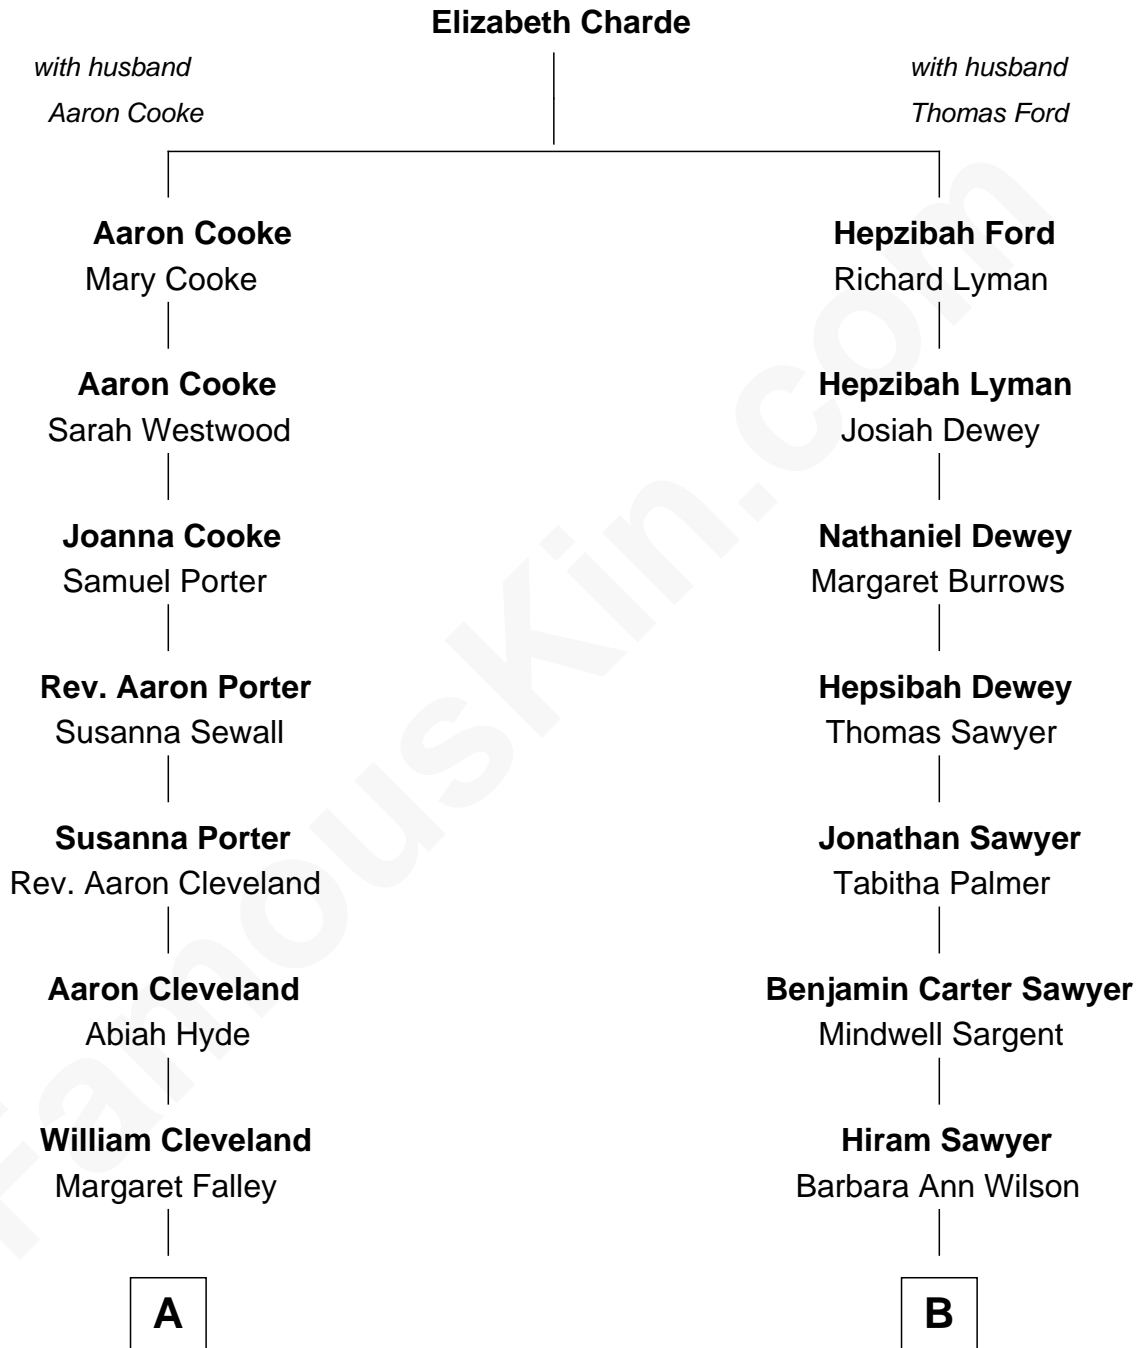 Elizabeth Charde
with husband
Aaron Cooke
with husband
Thomas Ford
Aaron Cooke
Mary Cooke
Hepzibah Ford
Richard Lyman
Aaron Cooke
Sarah Westwood
Hepzibah Lyman
Josiah Dewey
Joanna Cooke
Samuel Porter
Nathaniel Dewey
Margaret Burrows
Rev. Aaron Porter
Susanna Sewall
Hepsibah Dewey
Thomas Sawyer
Susanna Porter
Rev. Aaron Cleveland
Jonathan Sawyer
Tabitha Palmer
Aaron Cleveland
Abiah Hyde
Benjamin Carter Sawyer
Mindwell Sargent
William Cleveland
Margaret Falley
Hiram Sawyer
Barbara Ann Wilson
A
B
FamousKin.com